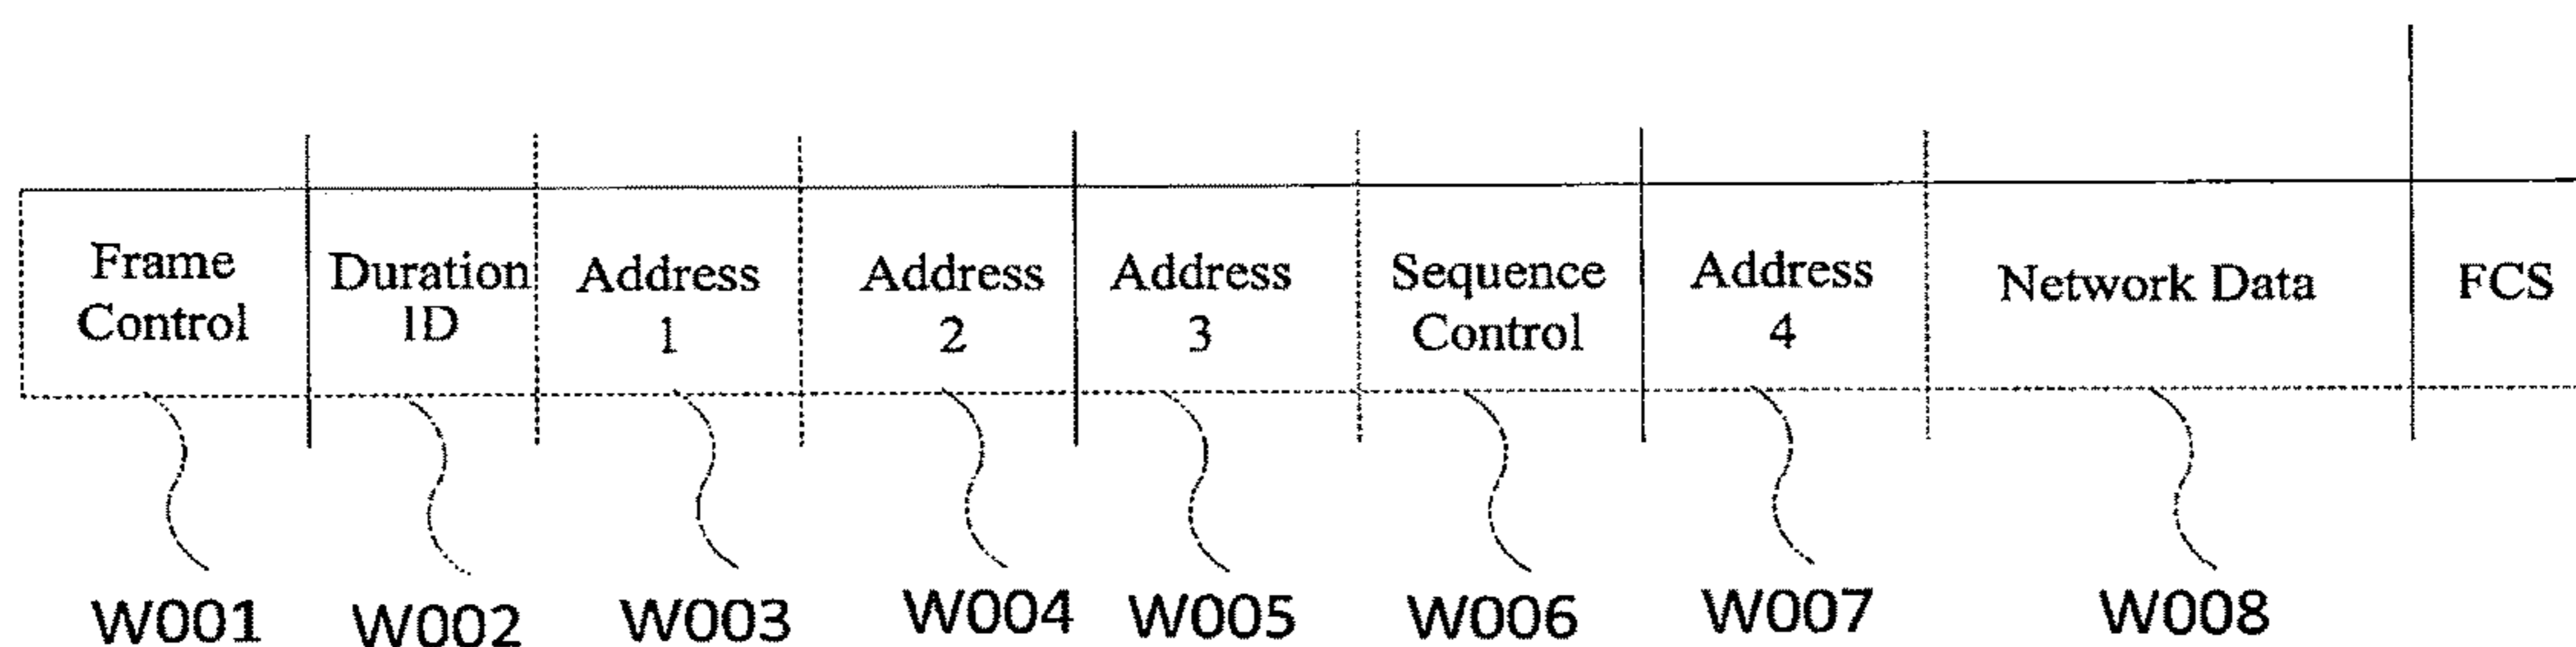 Frame
Control
Duration
ID
Address
1
Address
2
Address
3
Sequence
Control
Address
4
Network Data
FCS
W001
W002
W003
W004
W005
W006
W007
W008